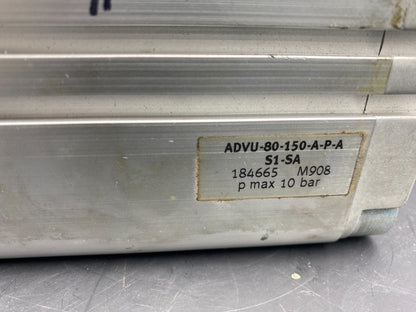 ADVU-80-150-A-P-A
S1-SA
184665 M908
p max 10 bar